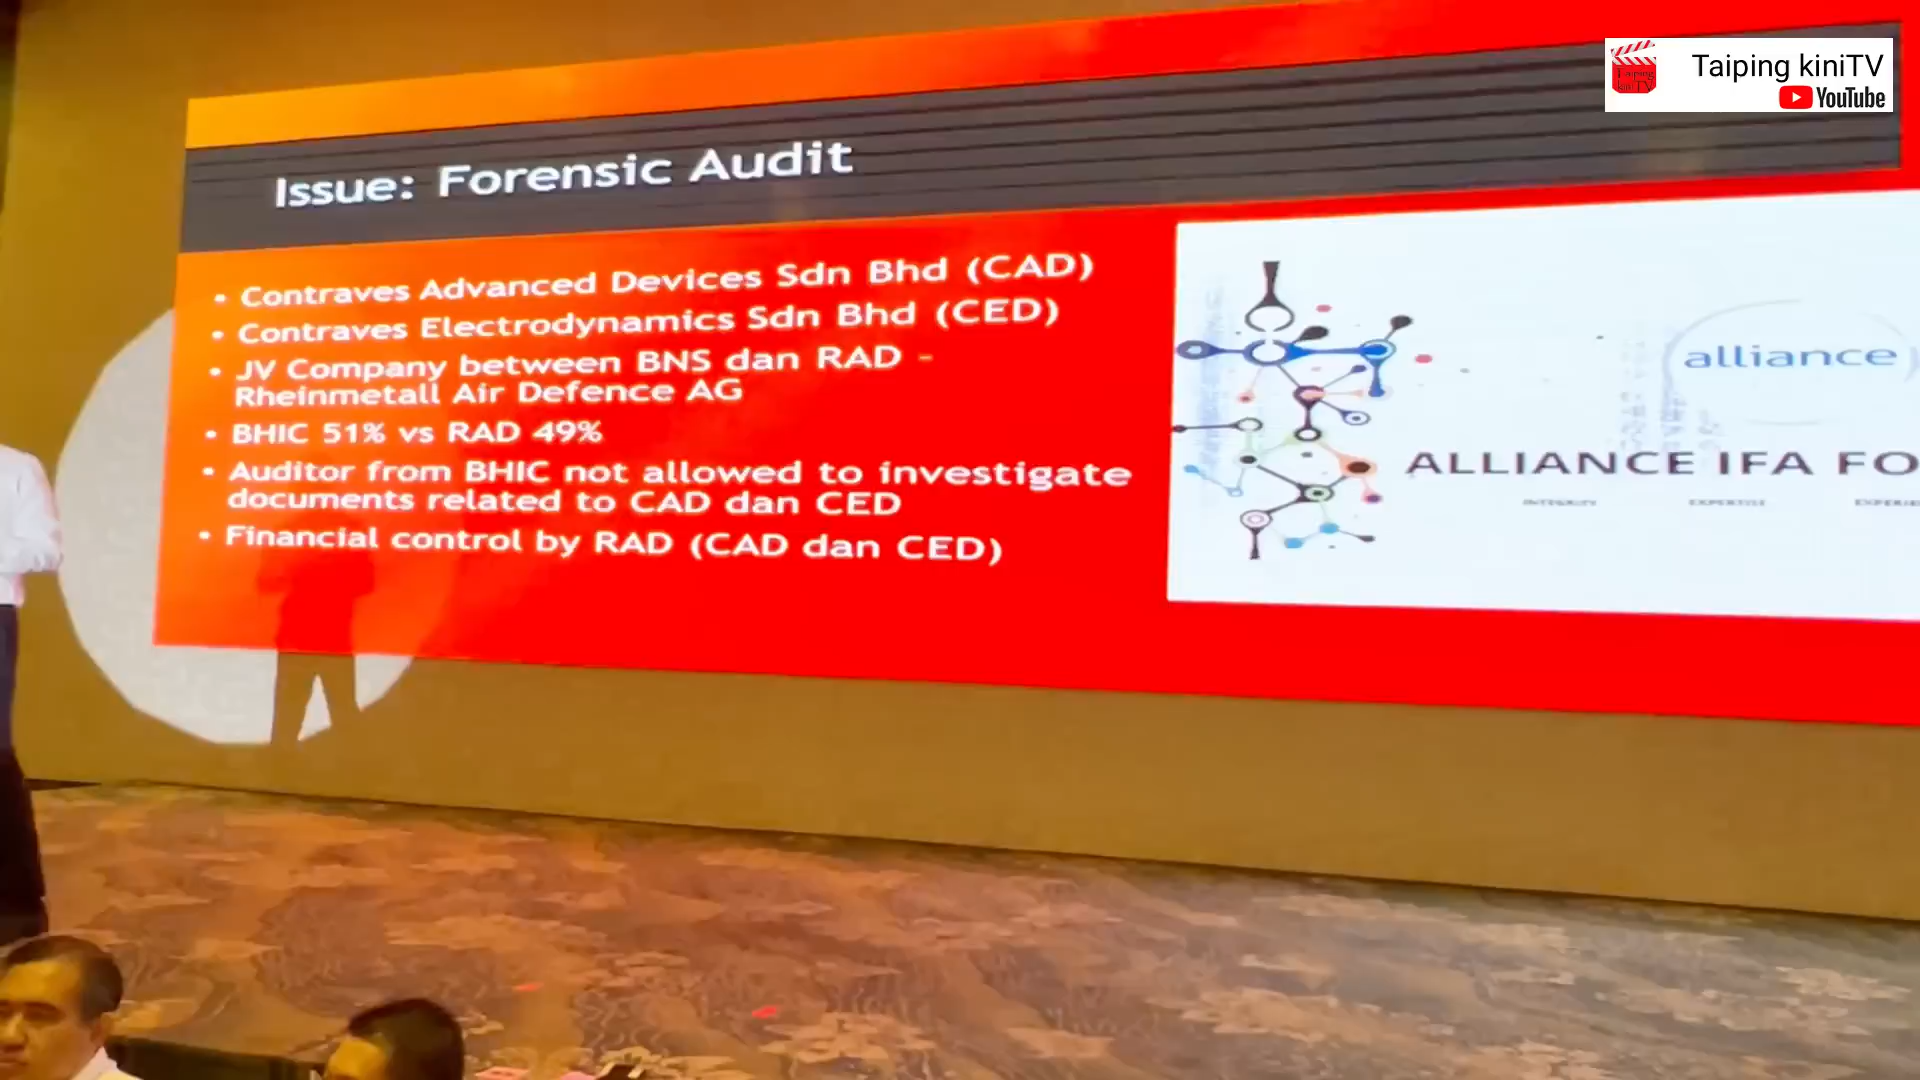 Taiping kiniTV
YouTube
Issue: Forensic Audit
• Contraves Advanced Devices Sdn Bhd (CAD)
• Contraves Electrodynamics Sdn Bhd (CED)
• JV Company between BNS dan RAD -
Rheinmetall Air Defence AG
• BHIC 51% vs RAD 49%
• Auditor from BHIC not allowed to investigate
documents related to CAD dan CED
• Financial control by RAD (CAD dan CED)
alliance
ALLIANCE IFA FO
INTEGRITY EXPERTISE